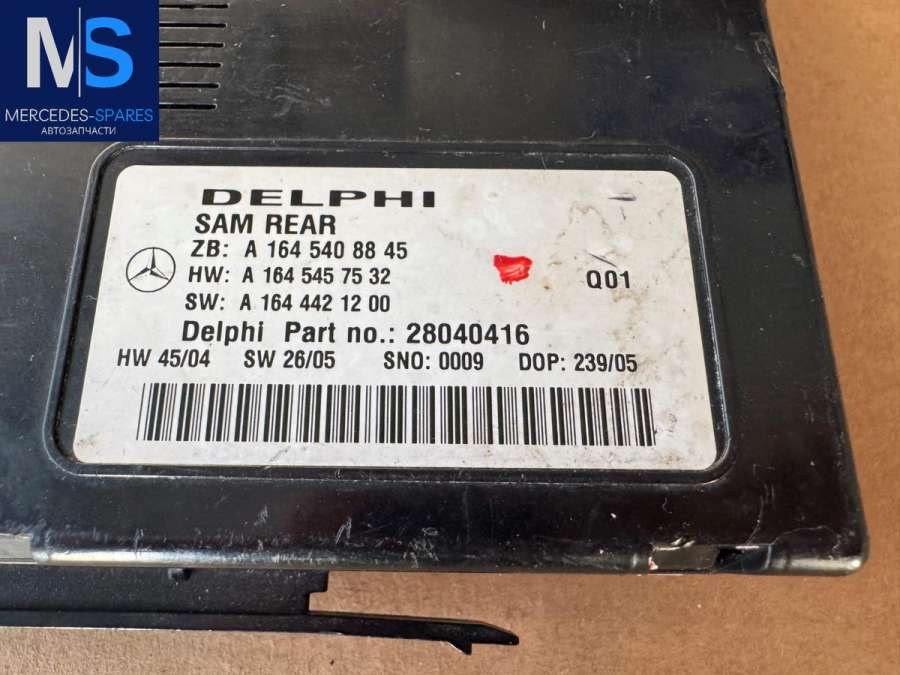 MS
MERCEDES-SPARES
АВТОЗАПЧАСТИ
DELPHI
SAM REAR
ZB: A 164 540 88 45
HW: A 164 545 75 32
SW: A 164 442 12 00
Q01
Delphi Part no.: 28040416
HW 45/04 SW 26/05 SNO: 0009 DOP: 239/05